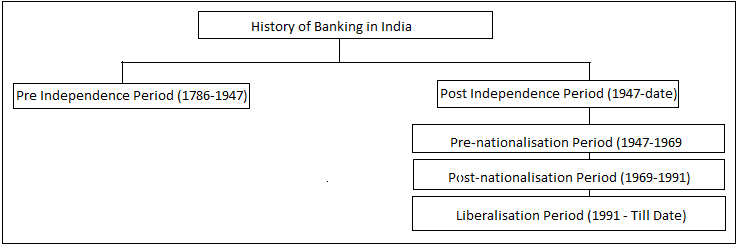 History of Banking in India
Pre Independence Period (1786-1947)
Post Independence Period (1947-date)
Pre-nationalisation Period (1947-1969
Post-nationalisation Period (1969-1991)
Liberalisation Period (1991 - Till Date)